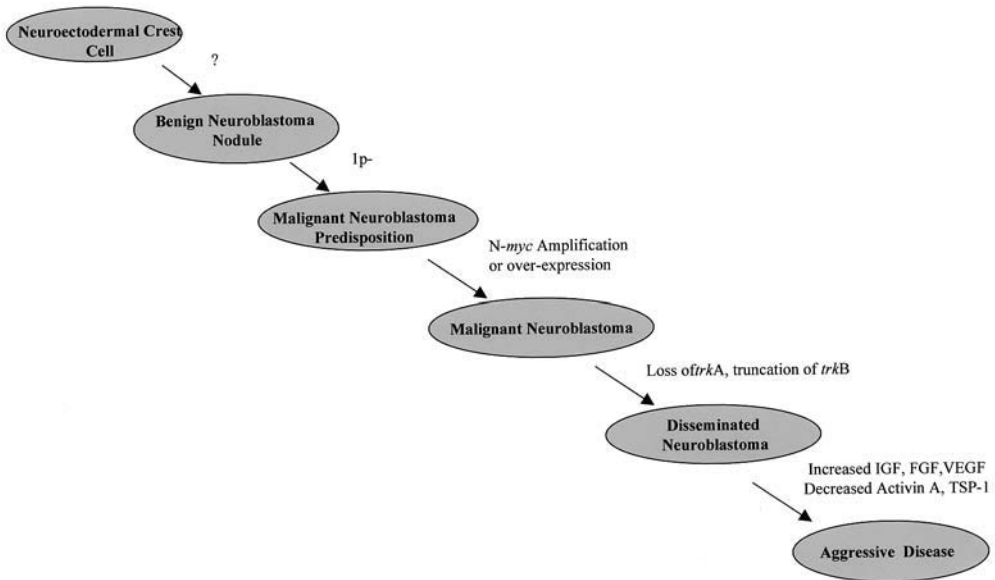 Neuroectodermal Crest
Cell
?
Benign Neuroblastoma
Nodule
1p-
Malignant Neuroblastoma
Predisposition
N-myc Amplification
or over-expression
Malignant Neuroblastoma
Loss oftrkA, truncation of trkB
Disseminated
Neuroblastoma
Increased IGF, FGF,VEGF
Decreased Activin A, TSP-1
Aggressive Disease